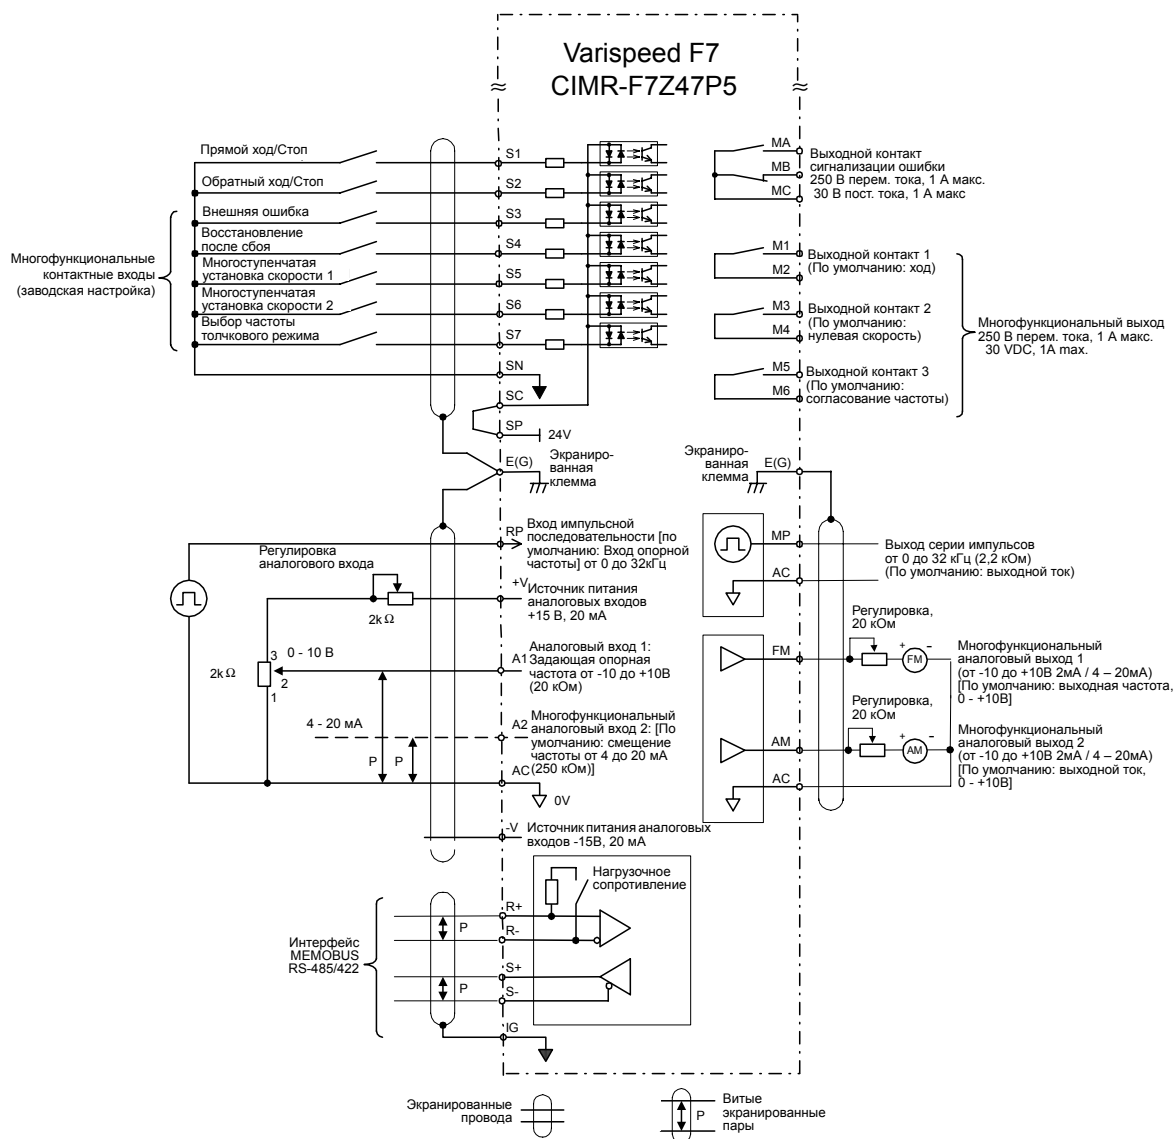 Varispeed F7
CIMR-F7Z47P5
Прямой ход/Стоп
S1
Обратный ход/Стоп
S2
Внешняя ошибка
S3
Восстановление
после сбоя
S4
Многоступенчатая
установка скорости 1
S5
Многоступенчатая
установка скорости 2
S6
Выбор частоты
толчкового режима
S7
Многофункциональные
контактные входы
(заводская настройка)
SN
SC
SP
24V
E(G)
Экраниро-
ванная
клемма
MA
MB
MC
Выходной контакт
сигнализации ошибки
250 В перем. тока, 1 А макс.
30 В пост. тока, 1 А макс
M1
M2
Выходной контакт 1
(По умолчанию: ход)
M3
M4
Выходной контакт 2
(По умолчанию:
нулевая скорость)
M5
M6
Выходной контакт 3
(По умолчанию:
согласование частоты)
Многофункциональный выход
250 В перем. тока, 1 А макс.
30 VDC, 1A max.
Экраниро-
ванная
клемма
E(G)
RP
Вход импульсной
последовательности [по
умолчанию: Вход опорной
частоты] от 0 до 32кГц
Регулировка
аналогового входа
+V
Источник питания
аналоговых входов
+15 В, 20 мА
2k Ω
2k Ω
3
2
1
0 - 10 В
A1
Аналоговый вход 1:
Задающая опорная
частота от -10 до +10В
(20 кОм)
4 - 20 мА
A2
Многофункциональный
аналоговый вход 2: [По
умолчанию: смещение
частоты от 4 до 20 мА
(250 кОм)]
P
P
AC
0V
-V
Источник питания аналоговых
входов -15В, 20 мА
MP
AC
Выход серии импульсов
от 0 до 32 кГц (2,2 кОм)
(По умолчанию: выходной ток)
Регулировка,
20 кОм
FM
+
FM
−
Многофункциональный
аналоговый выход 1
(от -10 до +10В 2мА / 4 – 20мА)
[По умолчанию: выходная частота,
0 - +10В]
Регулировка,
20 кОм
AM
+
AM
−
Многофункциональный
аналоговый выход 2
(от -10 до +10В 2мА / 4 – 20мА)
[По умолчанию: выходной ток,
0 - +10В]
AC
Нагрузочное
сопротивление
Интерфейс
MEMOBUS
RS-485/422
R+
P
R-
S+
P
S-
IG
Экранированные
провода
P
Витые
экранированные
пары